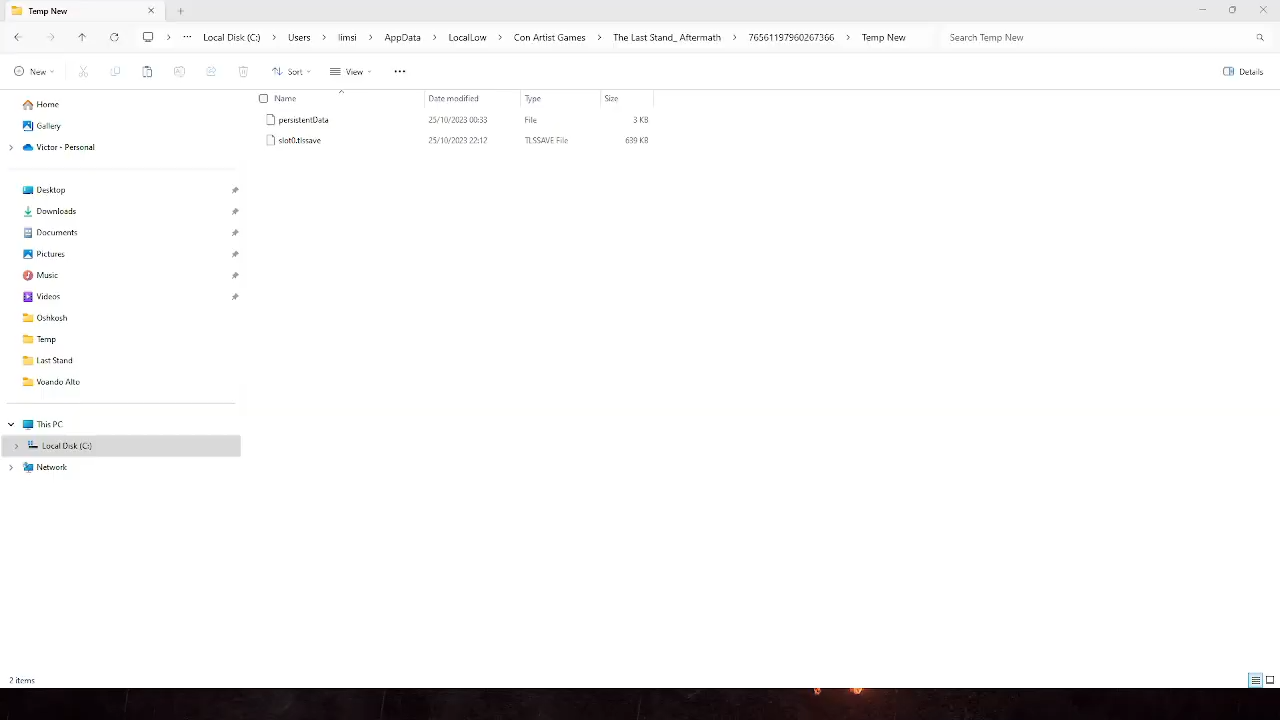 Temp New
Local Disk (C:) Users limsi AppData LocalLow Con Artist Games The Last Stand_ Aftermath 76561197960267366 Temp New Search Temp New
New Sort View Details
Name Date modified Type Size
persistentData 25/10/2023 00:33 File 3 KB
slot0.tlssave 25/10/2023 22:12 TLSSAVE File 639 KB
Home
Gallery
Victor - Personal
Desktop
Downloads
Documents
Pictures
Music
Videos
Oshkosh
Temp
Last Stand
Voando Alto
This PC
Local Disk (C:)
Network
2 items